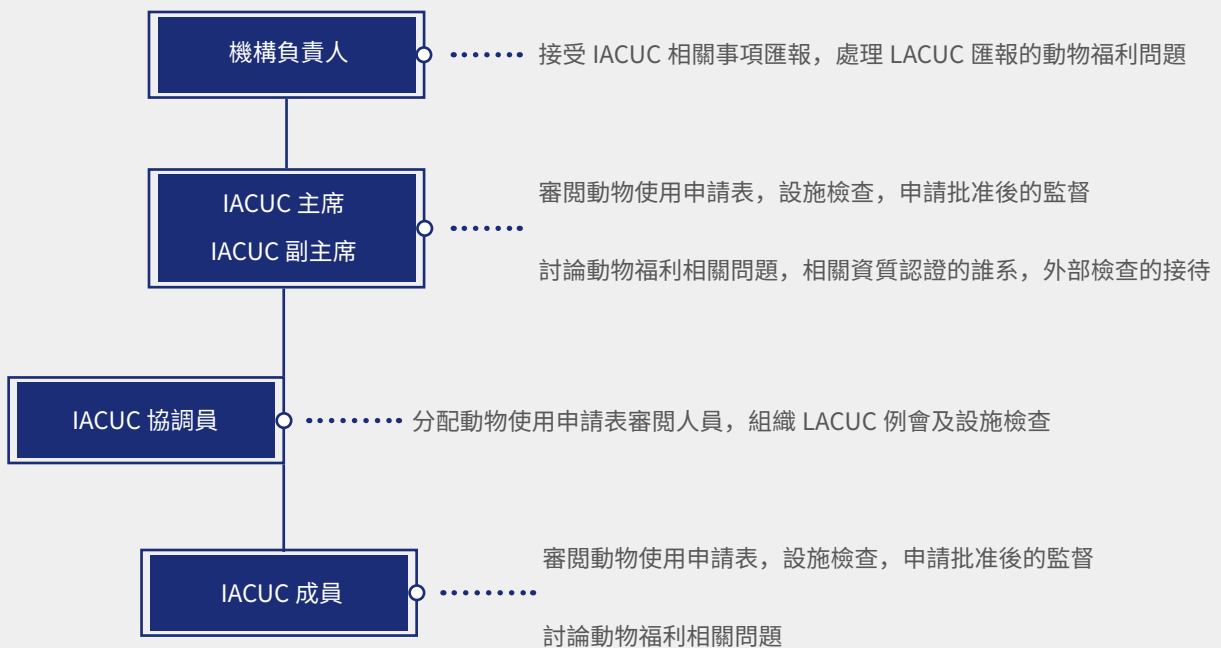 機構負責人
接受 IACUC 相關事項匯報，處理 LACUC 匯報的動物福利問題
IACUC 主席
IACUC 副主席
審閱動物使用申請表，設施檢查，申請批准後的監督
討論動物福利相關問題，相關資質認證的誰系，外部檢查的接待
IACUC 協調員
分配動物使用申請表審閱人員，組織 LACUC 例會及設施檢查
IACUC 成員
審閱動物使用申請表，設施檢查，申請批准後的監督
討論動物福利相關問題